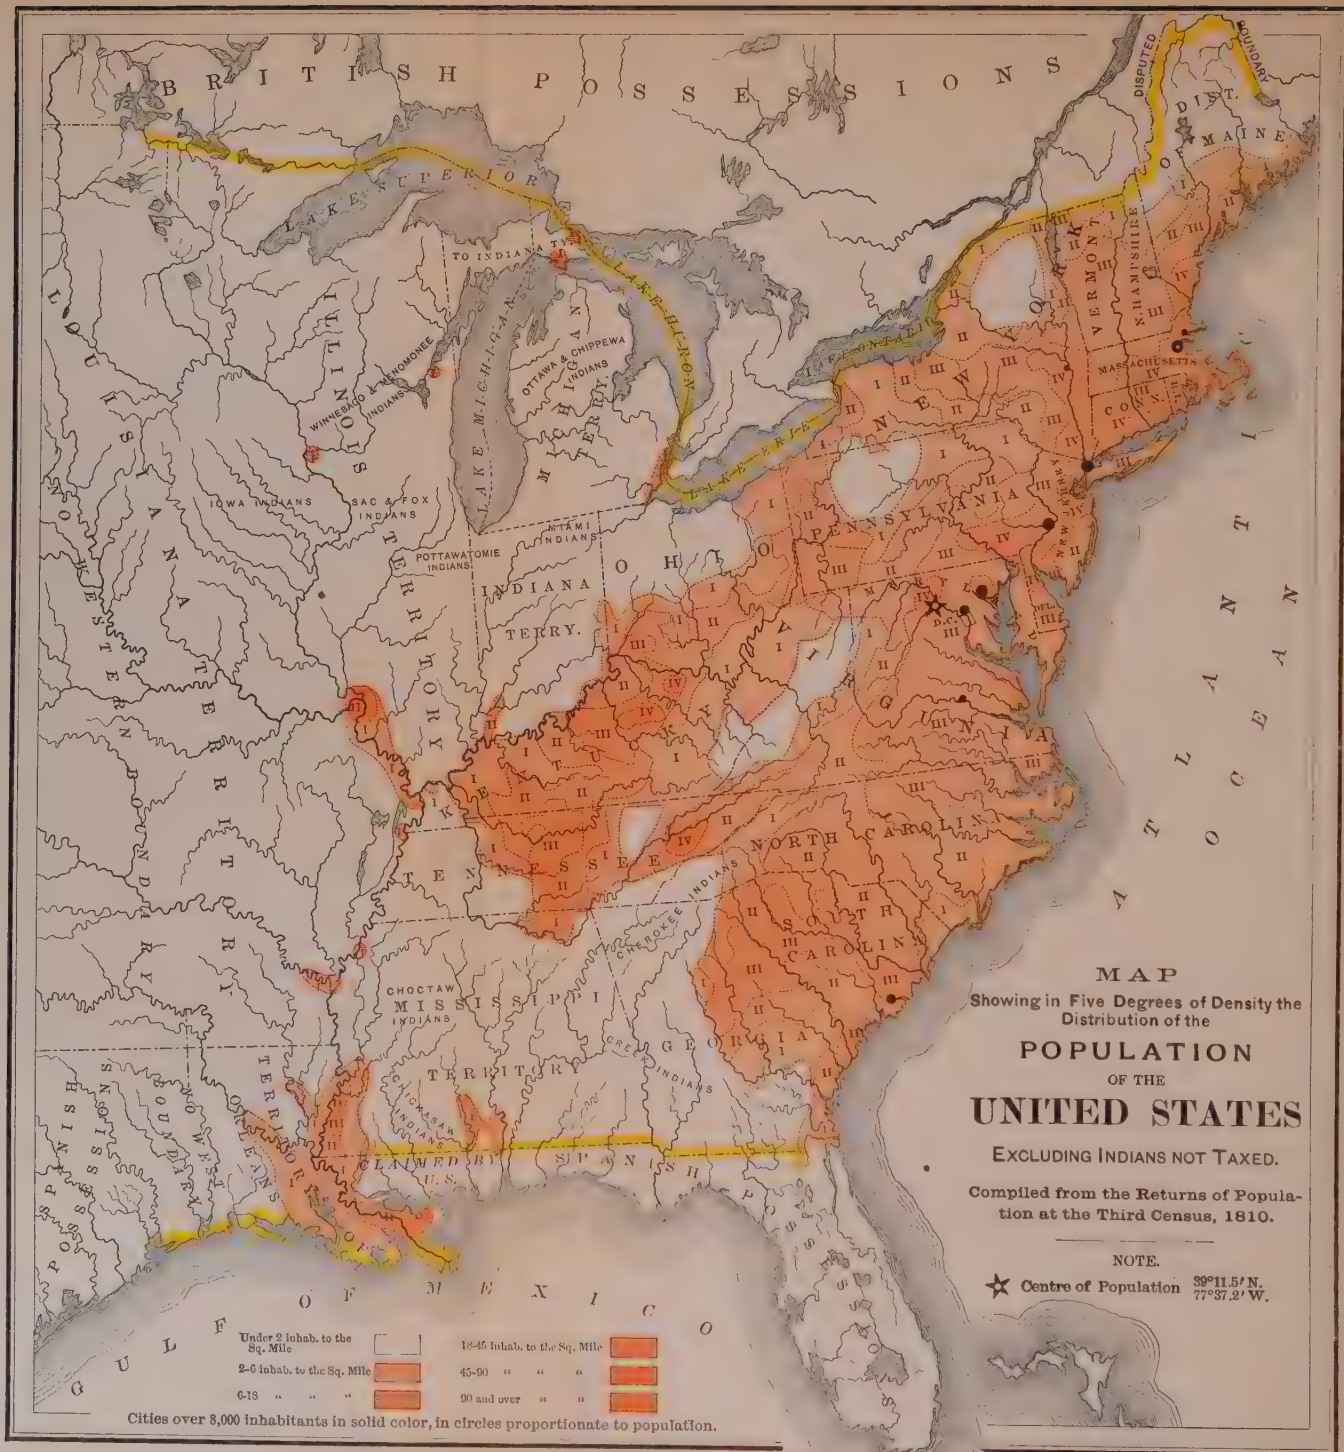 BRITISH POSSESSIONS
DISPUTED
BOUNDARY
DIST.
OF MAINE
LAKE SUPERIOR
TO INDIANA TY.
LAKE HURON
LAKE MICHIGAN
MICHIGAN
TERRY.
OTTAWA & CHIPPEWA
INDIANS
WINNEBAGO & MENOMONEE
INDIANS
ILLINOIS
TERRITORY
IOWA INDIANS
SAC & FOX
INDIANS
POTTAWATOMIE
INDIANS
MIAMI
INDIANS
LOUISIANA TERRITORY
NO WESTERN BOUNDARY
INDIANA
TERRY.
OHIO
LAKE ERIE
L. ONTARIO
NEW YORK
VERMONT
N.HAMPSHIRE
MASSACHUSETTS
CONN.
R.I.
PENNSYLVANIA
NEW JERSEY
DEL.
D.C.
VIRGINIA
KENTUCKY
TENNESSEE
NORTH CAROLINA
SOUTH
CAROLINA
GEORGIA
CHEROKEE INDIANS
CREEK INDIANS
CHOCTAW
INDIANS
MISSISSIPPI
TERRITORY
CHICKASAW
INDIANS
CLAIMED BY
U.S.
SPANISH POSSESSIONS
TERRITORY OF
ORLEANS
NO WEST
BOUNDARY
SPANISH
POSSESSIONS
GULF OF MEXICO
ATLANTIC
OCEAN
MAP
Showing in Five Degrees of Density the
Distribution of the
POPULATION
OF THE
UNITED STATES
EXCLUDING INDIANS NOT TAXED.
Compiled from the Returns of Popula-
tion at the Third Census, 1810.
NOTE.
Centre of Population 39°11.5′ N.
77°37.2′ W.
Under 2 inhab. to the
Sq. Mile
2-6 inhab. to the Sq. Mile
6-18 " " "
18-45 inhab. to the Sq. Mile
45-90 " " "
90 and over " "
Cities over 8,000 inhabitants in solid color, in circles proportionate to population.